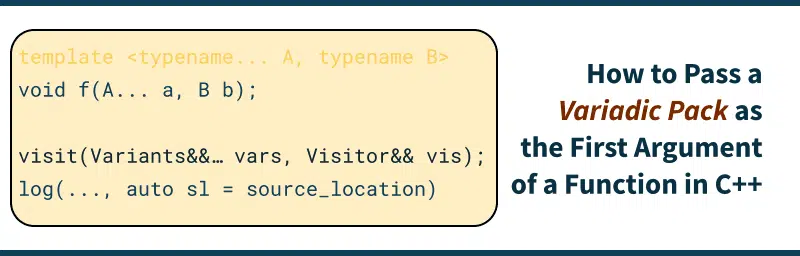 template <typename... A, typename B>
void f(A... a, B b);
visit(Variants&&… vars, Visitor&& vis);
log(..., auto sl = source_location)
How to Pass a
Variadic Pack as
the First Argument
of a Function in C++